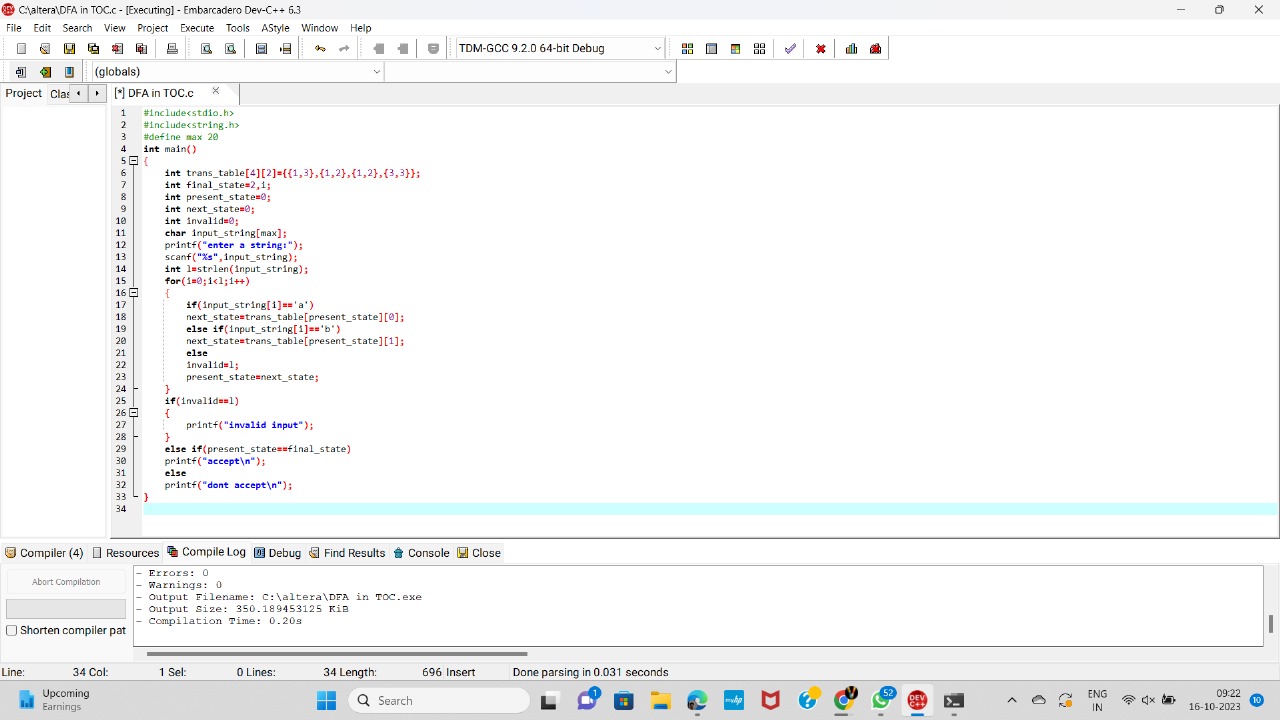 C:\altera\DFA in TOC.c - [Executing] - Embarcadero Dev-C++ 6.3
File Edit Search View Project Execute Tools AStyle Window Help
TDM-GCC 9.2.0 64-bit Debug
(globals)
Project Clas [*] DFA in TOC.c
1 #include<stdio.h>
2 #include<string.h>
3 #define max 20
4 int main()
5 {
6 int trans_table[4][2]={{1,3},{1,2},{1,2},{3,3}};
7 int final_state=2,i;
8 int present_state=0;
9 int next_state=0;
10 int invalid=0;
11 char input_string[max];
12 printf("enter a string:");
13 scanf("%s",input_string);
14 int l=strlen(input_string);
15 for(i=0;i<l;i++)
16 {
17 if(input_string[i]=='a')
18 next_state=trans_table[present_state][0];
19 else if(input_string[i]=='b')
20 next_state=trans_table[present_state][1];
21 else
22 invalid=l;
23 present_state=next_state;
24 }
25 if(invalid==l)
26 {
27 printf("invalid input");
28 }
29 else if(present_state==final_state)
30 printf("accept\n");
31 else
32 printf("dont accept\n");
33 }
34
Compiler (4) Resources Compile Log Debug Find Results Console Close
Abort Compilation
Shorten compiler pat
- Errors: 0
- Warnings: 0
- Output Filename: C:\altera\DFA in TOC.exe
- Output Size: 350.189453125 KiB
- Compilation Time: 0.20s
Line: 34 Col: 1 Sel: 0 Lines: 34 Length: 696 Insert Done parsing in 0.031 seconds
Upcoming
Earnings
Search
1
myhp
V
52
DEV
C++
ENG
IN
09:22
16-10-2023
10